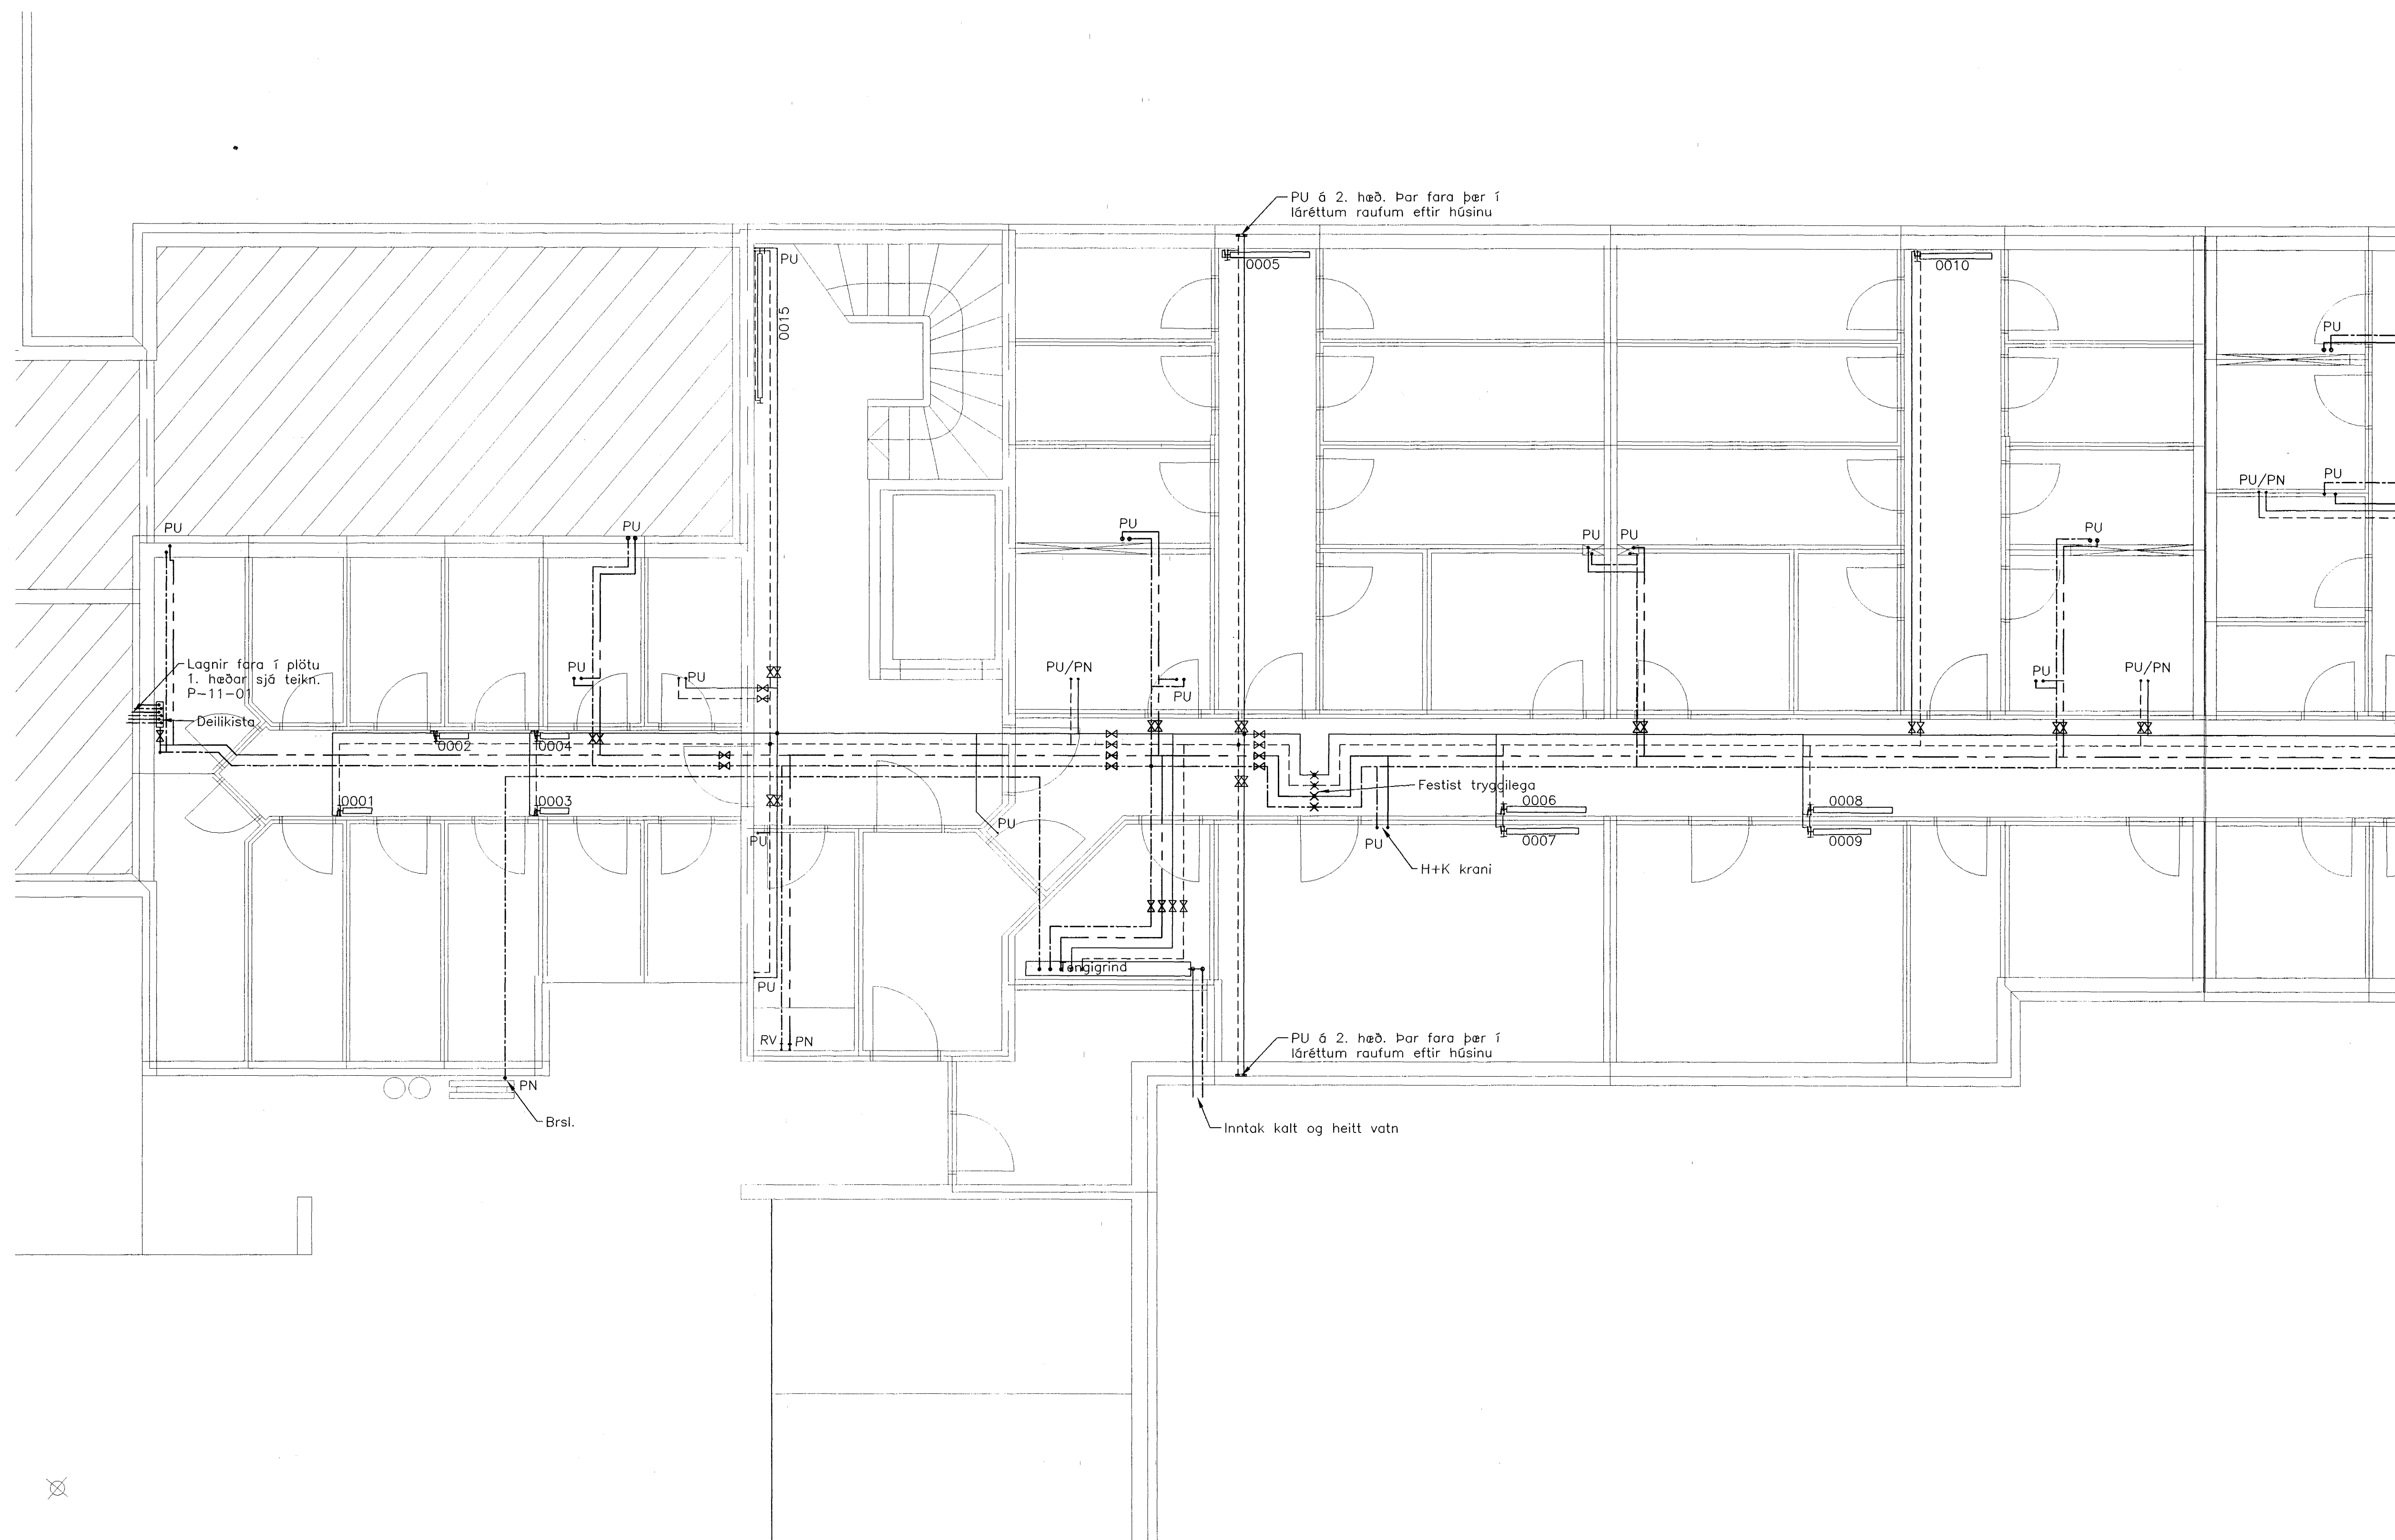 PU á 2. hæð. Þar fara þær í
láréttum raufum eftir húsinu
PU
0005
0010
0015
PU
PU/PN
PU
PU
PU
PU
PU
PU
PU
Lagnir fara í plötu
1. hæðar sjá teikn.
P-11-01
Deilikista
PU
PU
PU/PN
PU
PU
PU/PN
0002
0004
0001
0003
Festist tryggilega
0006
0008
PU
PU
PU
0007
0009
H+K krani
Tengigrind
PU
RV
PN
PU á 2. hæð. Þar fara þær í
láréttum raufum eftir húsinu
PN
Brsl.
Inntak kalt og heitt vatn